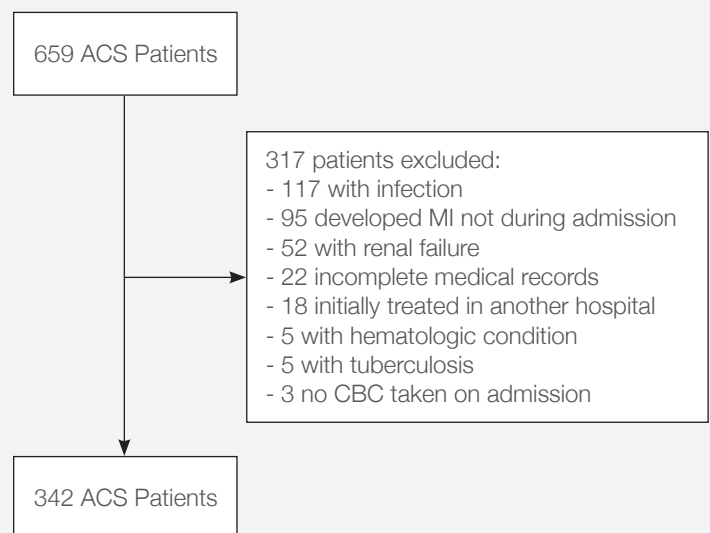 659 ACS Patients
317 patients excluded:
- 117 with infection
- 95 developed MI not during admission
- 52 with renal failure
- 22 incomplete medical records
- 18 initially treated in another hospital
- 5 with hematologic condition
- 5 with tuberculosis
- 3 no CBC taken on admission
342 ACS Patients